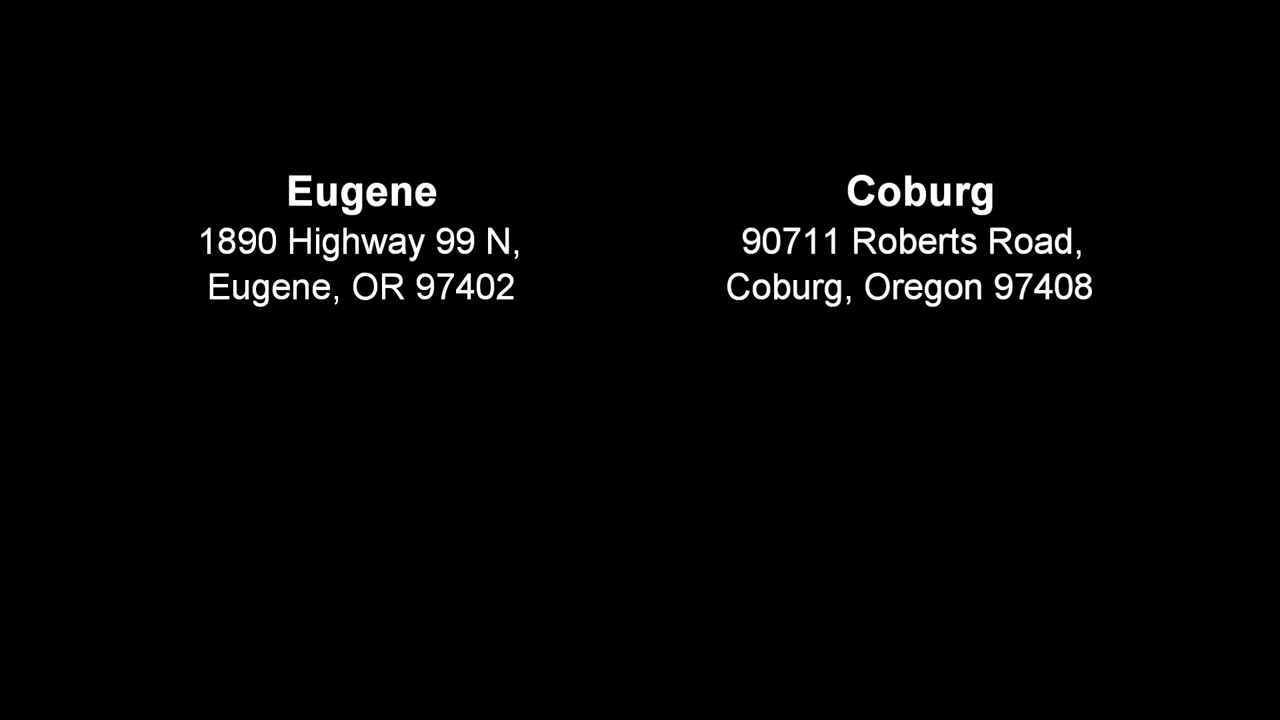 Eugene
1890 Highway 99 N,
Eugene, OR 97402
Coburg
90711 Roberts Road,
Coburg, Oregon 97408